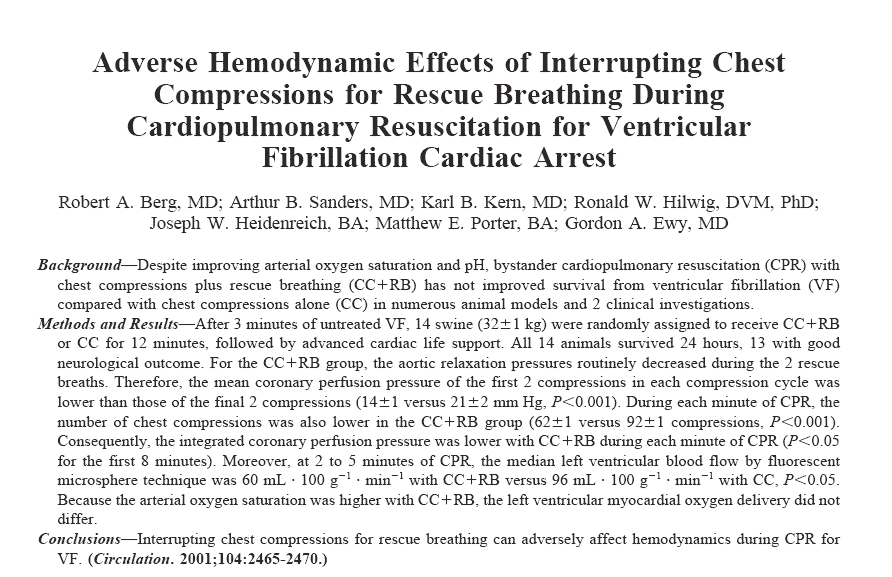 Adverse Hemodynamic Effects of Interrupting Chest
Compressions for Rescue Breathing During
Cardiopulmonary Resuscitation for Ventricular
Fibrillation Cardiac Arrest
Robert A. Berg, MD; Arthur B. Sanders, MD; Karl B. Kern, MD; Ronald W. Hilwig, DVM, PhD;
Joseph W. Heidenreich, BA; Matthew E. Porter, BA; Gordon A. Ewy, MD
Background—Despite improving arterial oxygen saturation and pH, bystander cardiopulmonary resuscitation (CPR) with
chest compressions plus rescue breathing (CC+RB) has not improved survival from ventricular fibrillation (VF)
compared with chest compressions alone (CC) in numerous animal models and 2 clinical investigations.
Methods and Results—After 3 minutes of untreated VF, 14 swine (32±1 kg) were randomly assigned to receive CC+RB
or CC for 12 minutes, followed by advanced cardiac life support. All 14 animals survived 24 hours, 13 with good
neurological outcome. For the CC+RB group, the aortic relaxation pressures routinely decreased during the 2 rescue
breaths. Therefore, the mean coronary perfusion pressure of the first 2 compressions in each compression cycle was
lower than those of the final 2 compressions (14±1 versus 21±2 mm Hg, P<0.001). During each minute of CPR, the
number of chest compressions was also lower in the CC+RB group (62±1 versus 92±1 compressions, P<0.001).
Consequently, the integrated coronary perfusion pressure was lower with CC+RB during each minute of CPR (P<0.05
for the first 8 minutes). Moreover, at 2 to 5 minutes of CPR, the median left ventricular blood flow by fluorescent
microsphere technique was 60 mL · 100 g⁻¹ · min⁻¹ with CC+RB versus 96 mL · 100 g⁻¹ · min⁻¹ with CC, P<0.05.
Because the arterial oxygen saturation was higher with CC+RB, the left ventricular myocardial oxygen delivery did not
differ.
Conclusions—Interrupting chest compressions for rescue breathing can adversely affect hemodynamics during CPR for
VF. (Circulation. 2001;104:2465-2470.)